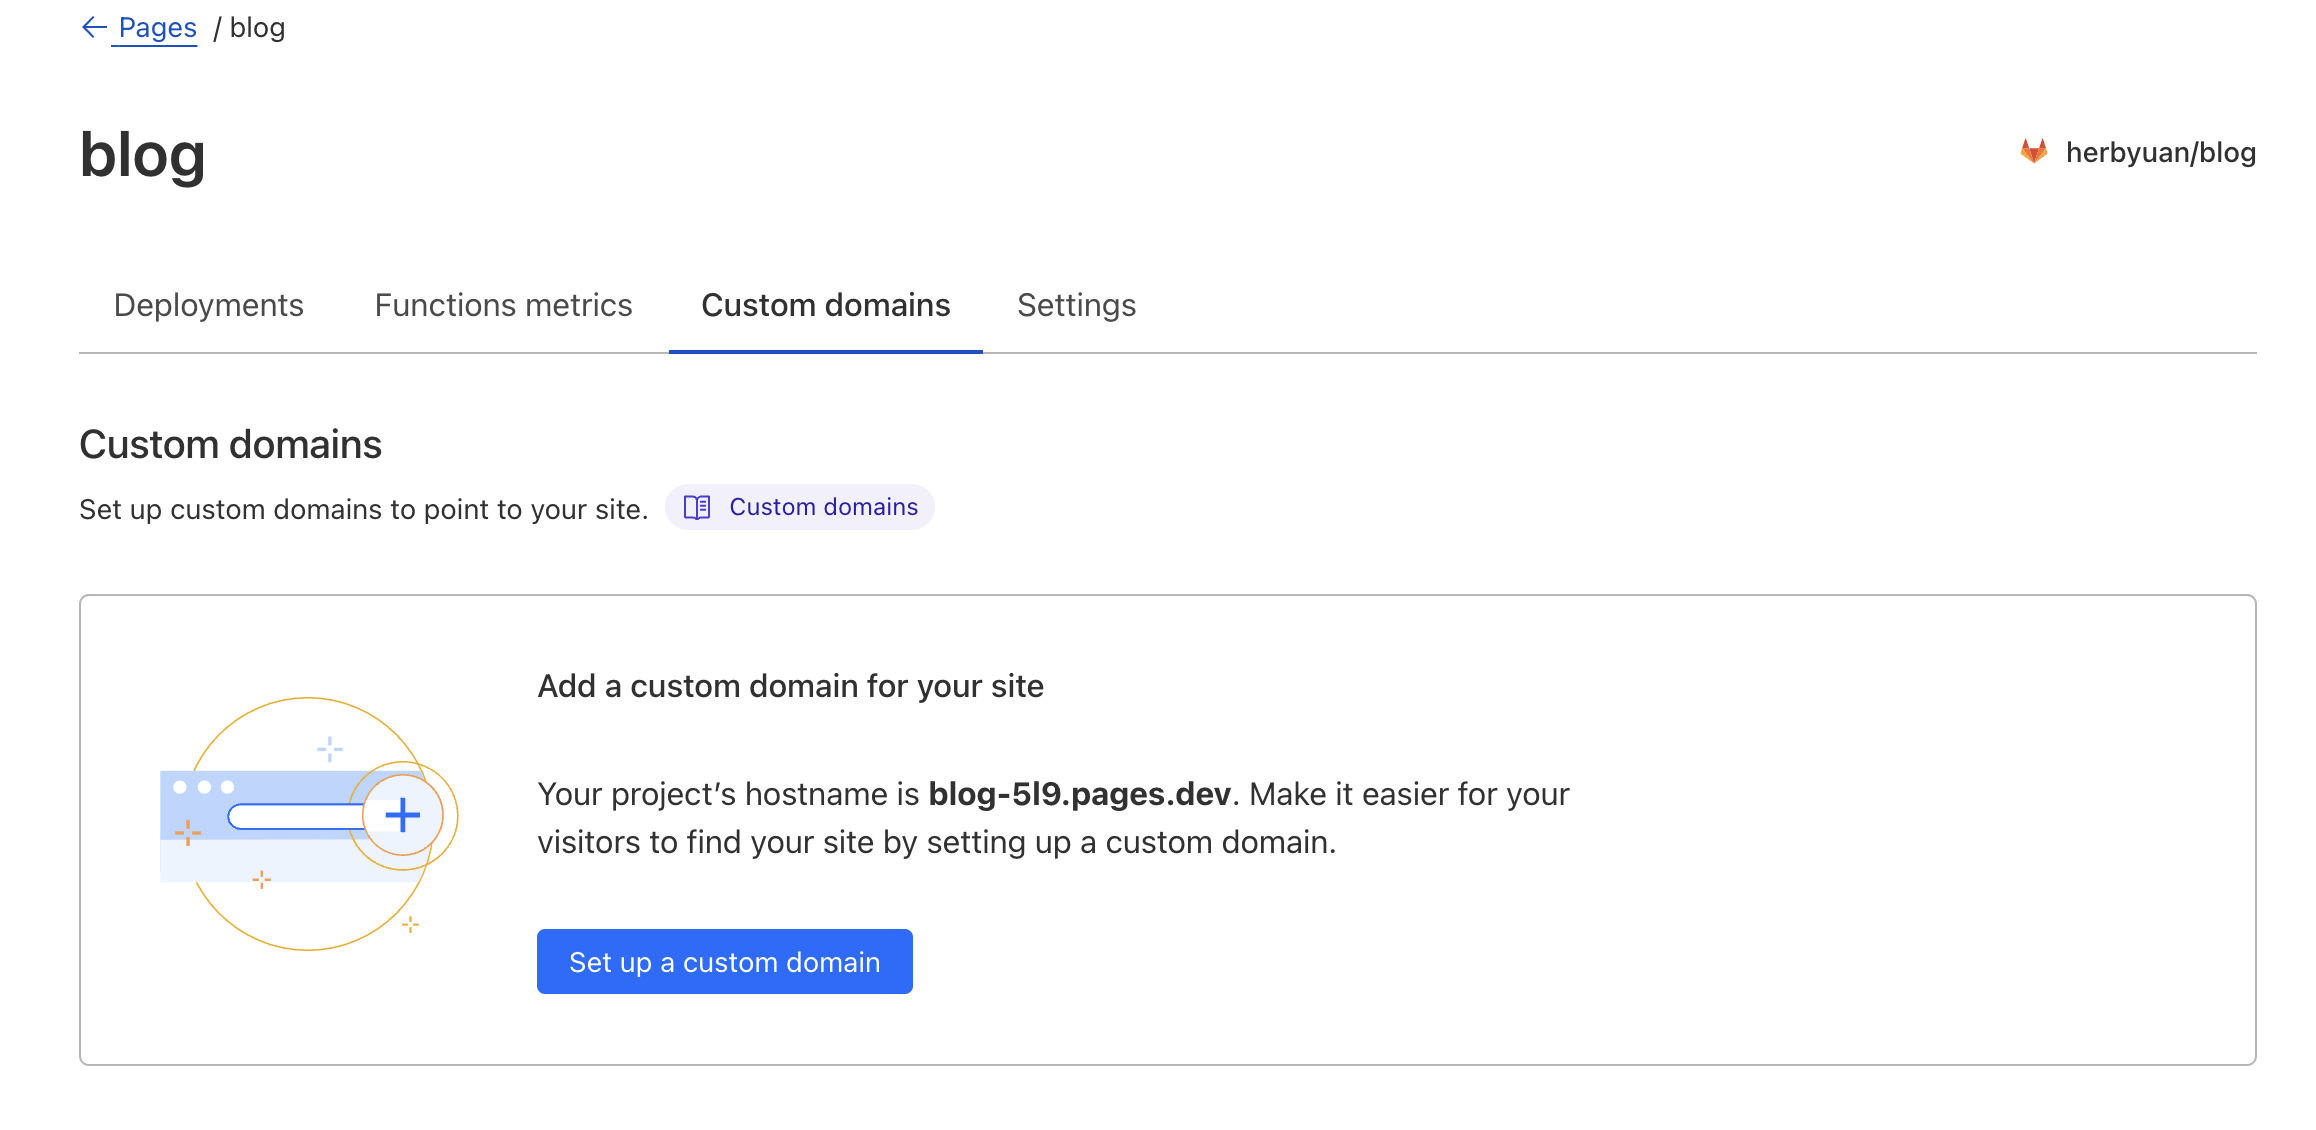 ← Pages / blog
blog
herbyuan/blog
Deployments Functions metrics Custom domains Settings
Custom domains
Set up custom domains to point to your site. Custom domains
Add a custom domain for your site
Your project’s hostname is blog-5l9.pages.dev. Make it easier for your
visitors to find your site by setting up a custom domain.
Set up a custom domain